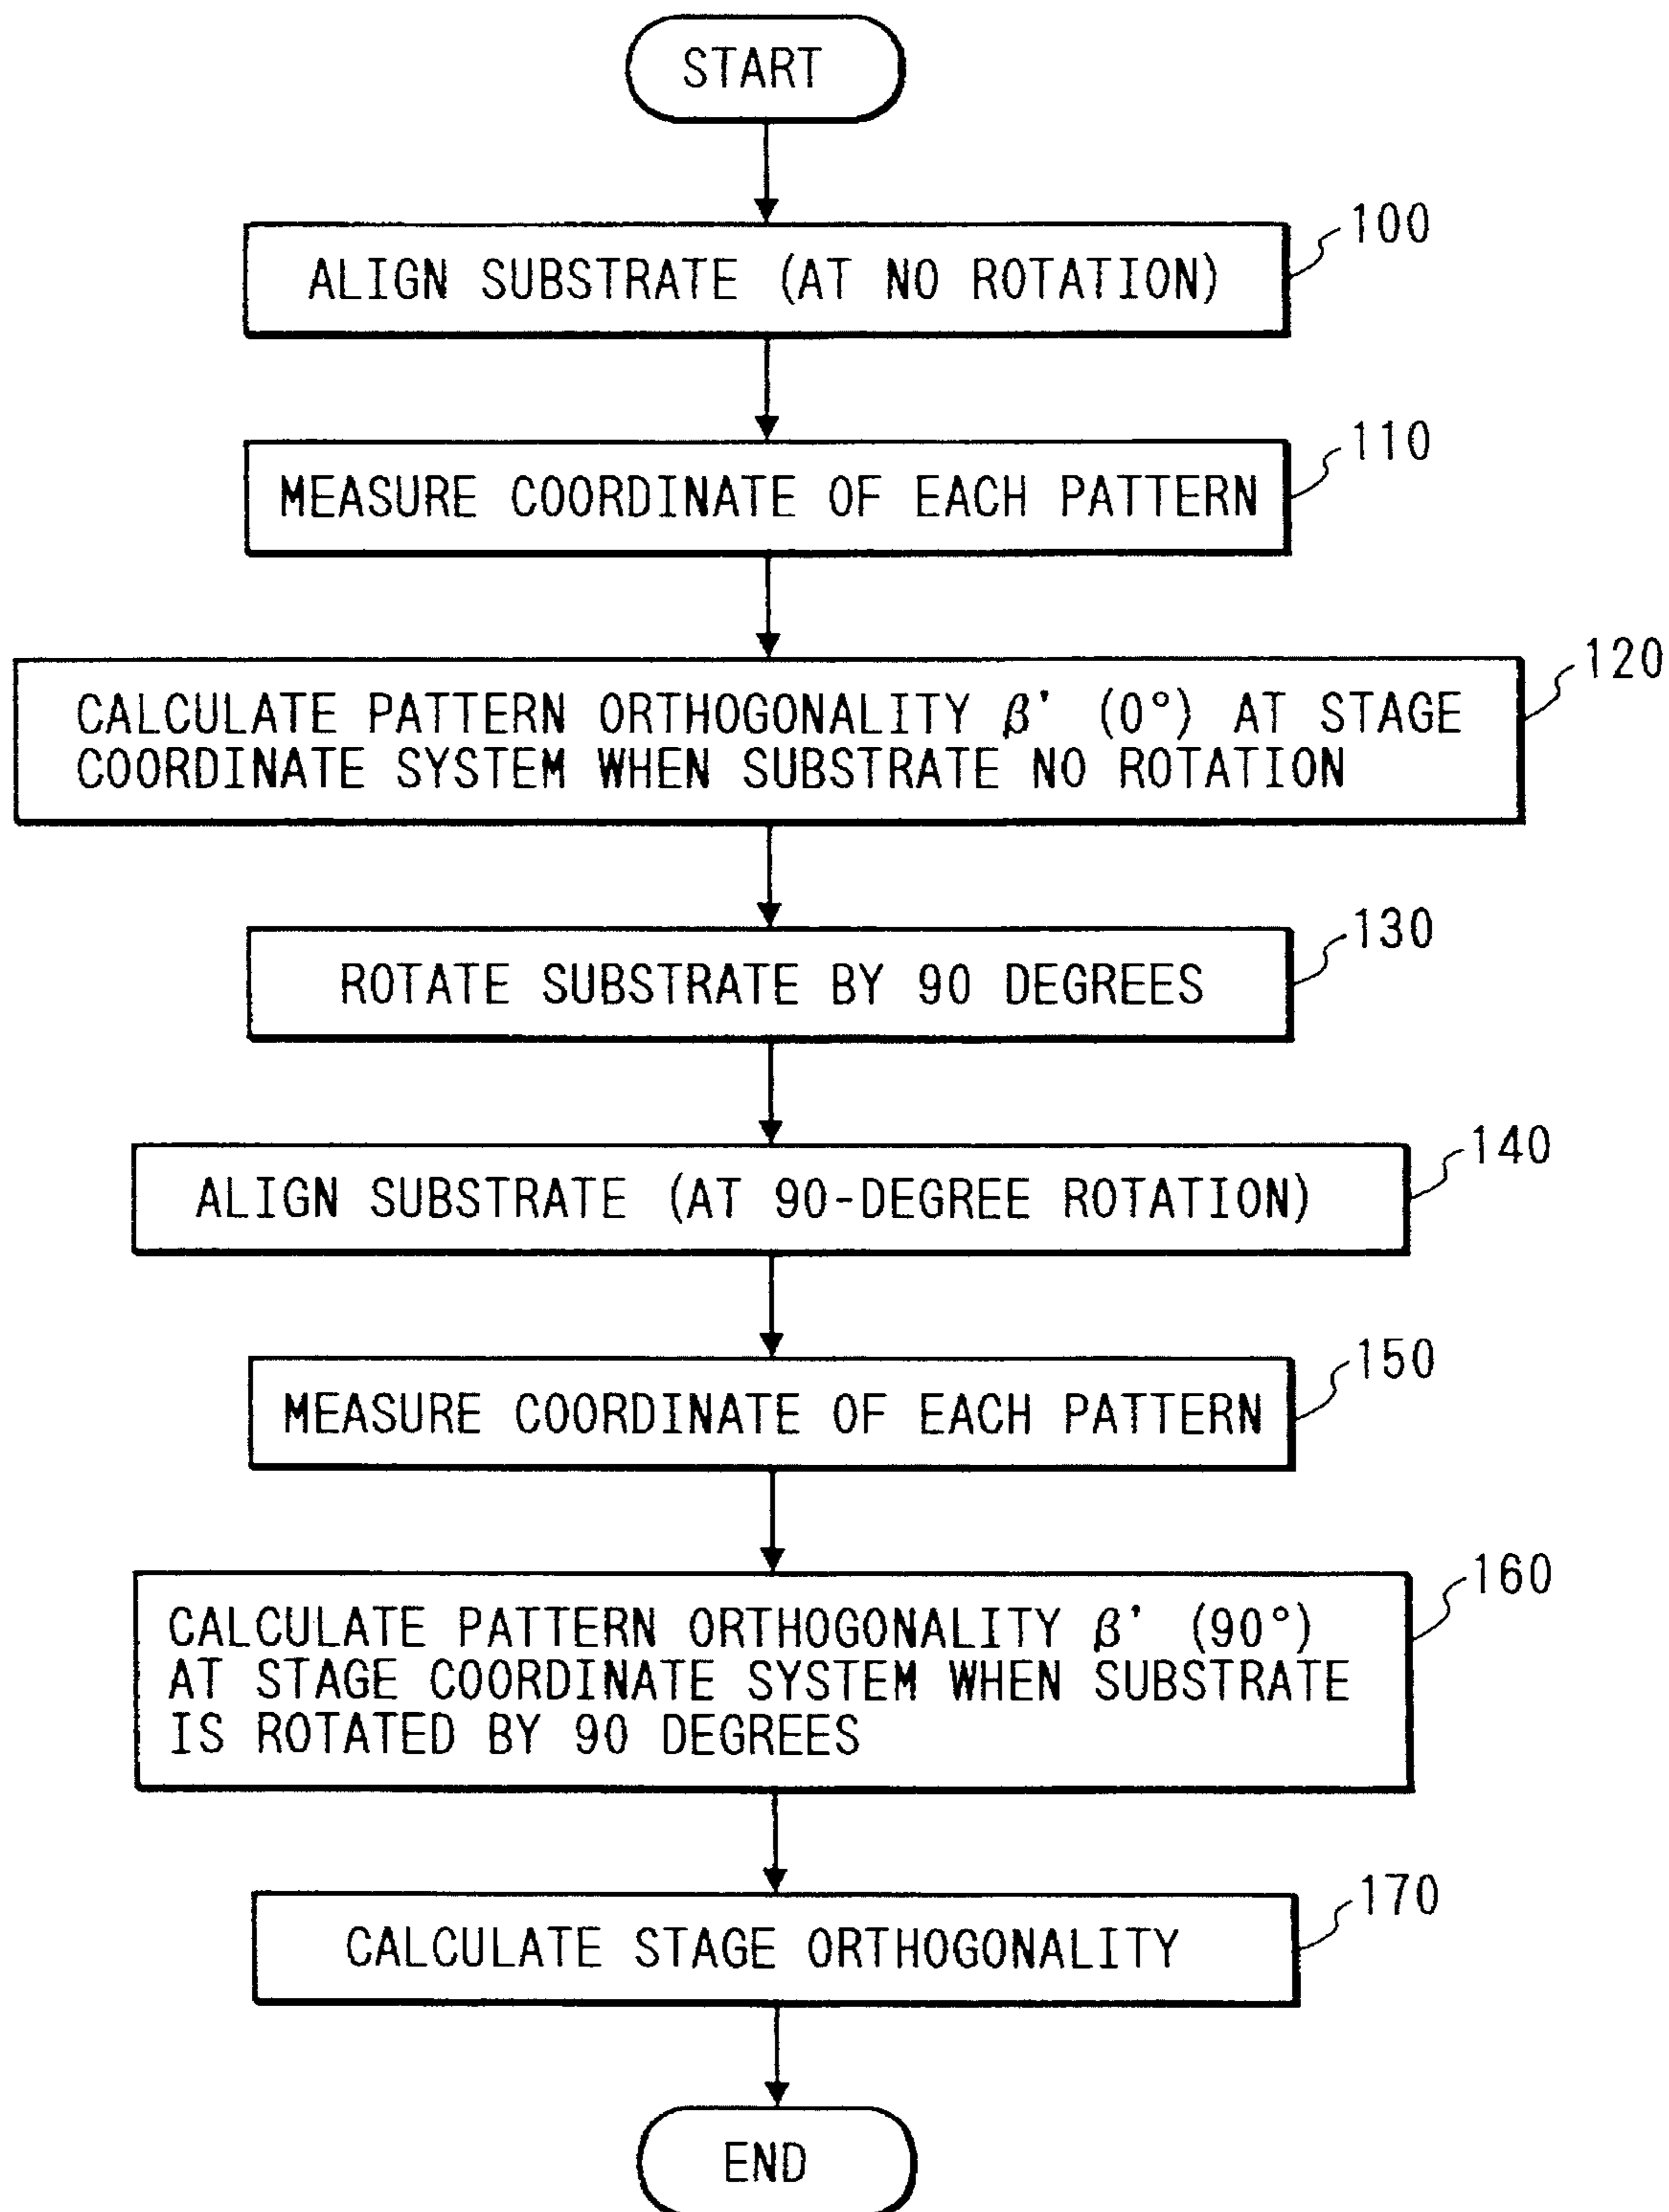 START
100
ALIGN SUBSTRATE (AT NO ROTATION)
110
MEASURE COORDINATE OF EACH PATTERN
120
CALCULATE PATTERN ORTHOGONALITY β' (0°) AT STAGE
COORDINATE SYSTEM WHEN SUBSTRATE NO ROTATION
130
ROTATE SUBSTRATE BY 90 DEGREES
140
ALIGN SUBSTRATE (AT 90-DEGREE ROTATION)
150
MEASURE COORDINATE OF EACH PATTERN
160
CALCULATE PATTERN ORTHOGONALITY β' (90°)
AT STAGE COORDINATE SYSTEM WHEN SUBSTRATE
IS ROTATED BY 90 DEGREES
170
CALCULATE STAGE ORTHOGONALITY
END